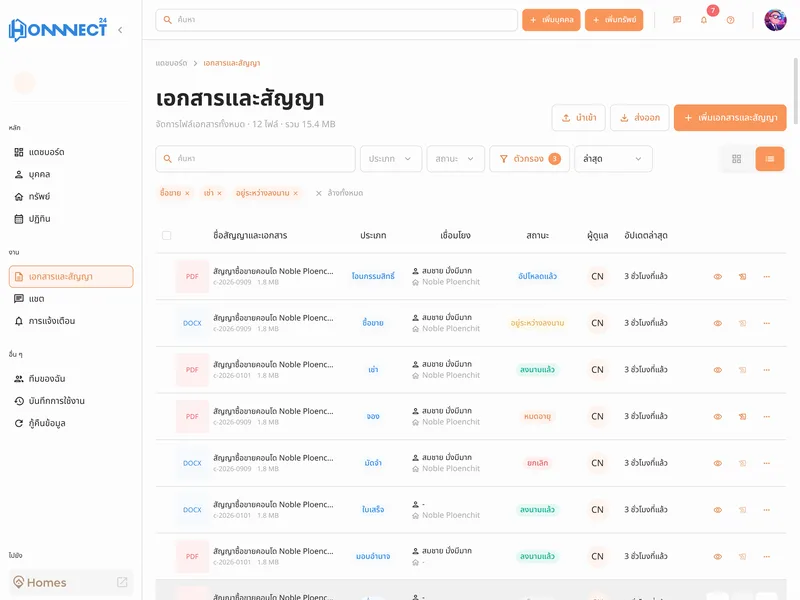 HONNNECT 24
ค้นหา
+ เพิ่มบุคคล
+ เพิ่มทรัพย์
7
แดชบอร์ด > เอกสารและสัญญา
เอกสารและสัญญา
จัดการไฟล์เอกสารทั้งหมด · 12 ไฟล์ · รวม 15.4 MB
นำเข้า
ส่งออก
+ เพิ่มเอกสารและสัญญา
ค้นหา
ประเภท
สถานะ
ตัวกรอง 3
ล่าสุด
ซื้อขาย ×
เช่า ×
อยู่ระหว่างลงนาม ×
× ล้างทั้งหมด
หลัก
แดชบอร์ด
บุคคล
ทรัพย์
ปฏิทิน
งาน
เอกสารและสัญญา
แชต
การแจ้งเตือน
อื่น ๆ
ทีมของฉัน
บันทึกการใช้งาน
กู้คืนข้อมูล
ไปยัง
Homes
ชื่อสัญญาและเอกสาร ประเภท เชื่อมโยง สถานะ ผู้ดูแล อัปเดตล่าสุด
PDF สัญญาซื้อขายคอนโด Noble Ploenc... โอนกรรมสิทธิ์ สมชาย มั่งมีมาก อัปโหลดแล้ว CN 3 ชั่วโมงที่แล้ว
c-2026-0909 1.8 MB Noble Ploenchit
DOCX สัญญาซื้อขายคอนโด Noble Ploenc... ซื้อขาย สมชาย มั่งมีมาก อยู่ระหว่างลงนาม CN 3 ชั่วโมงที่แล้ว
c-2026-0909 1.8 MB Noble Ploenchit
PDF สัญญาซื้อขายคอนโด Noble Ploenc... เช่า สมชาย มั่งมีมาก ลงนามแล้ว CN 3 ชั่วโมงที่แล้ว
c-2026-0101 1.8 MB Noble Ploenchit
PDF สัญญาซื้อขายคอนโด Noble Ploenc... จอง สมชาย มั่งมีมาก หมดอายุ CN 3 ชั่วโมงที่แล้ว
c-2026-0909 1.8 MB Noble Ploenchit
DOCX สัญญาซื้อขายคอนโด Noble Ploenc... มัดจำ สมชาย มั่งมีมาก ยกเลิก CN 3 ชั่วโมงที่แล้ว
c-2026-0909 1.8 MB Noble Ploenchit
DOCX สัญญาซื้อขายคอนโด Noble Ploenc... ใบเสร็จ - ลงนามแล้ว CN 3 ชั่วโมงที่แล้ว
c-2026-0101 1.8 MB Noble Ploenchit
PDF สัญญาซื้อขายคอนโด Noble Ploenc... มอบอำนาจ สมชาย มั่งมีมาก ลงนามแล้ว CN 3 ชั่วโมงที่แล้ว
c-2026-0101 1.8 MB -
สัญญาซื้อขายคอนโด Noble Ploenc... -